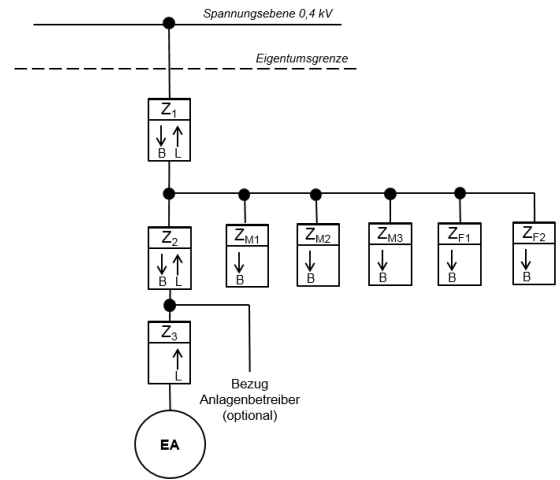 Spannungsebene 0,4 kV
Eigentumsgrenze
Z1
B L
Z2
B L
ZM1
B
ZM2
B
ZM3
B
ZF1
B
ZF2
B
Z3
L
Bezug
Anlagenbetreiber
(optional)
EA